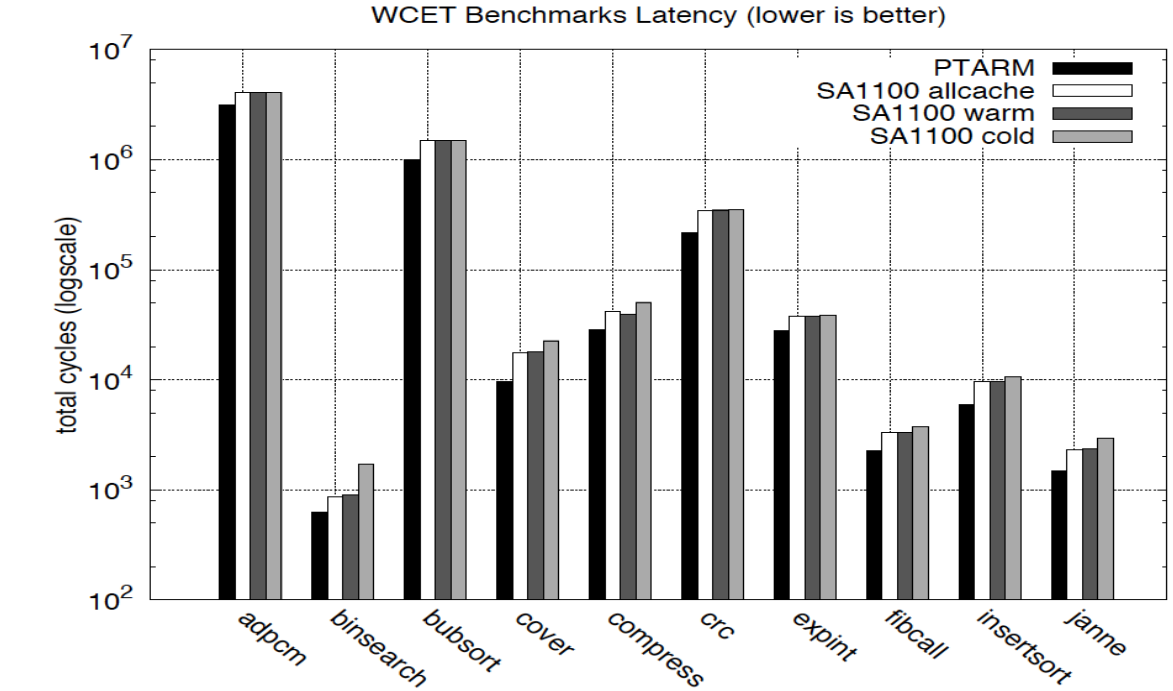 WCET Benchmarks Latency (lower is better)
total cycles (logscale)
10^7
10^6
10^5
10^4
10^3
10^2
PTARM
SA1100 allcache
SA1100 warm
SA1100 cold
adpcm
binsearch
bubsort
cover
compress
crc
expint
fibcall
insertsort
janne